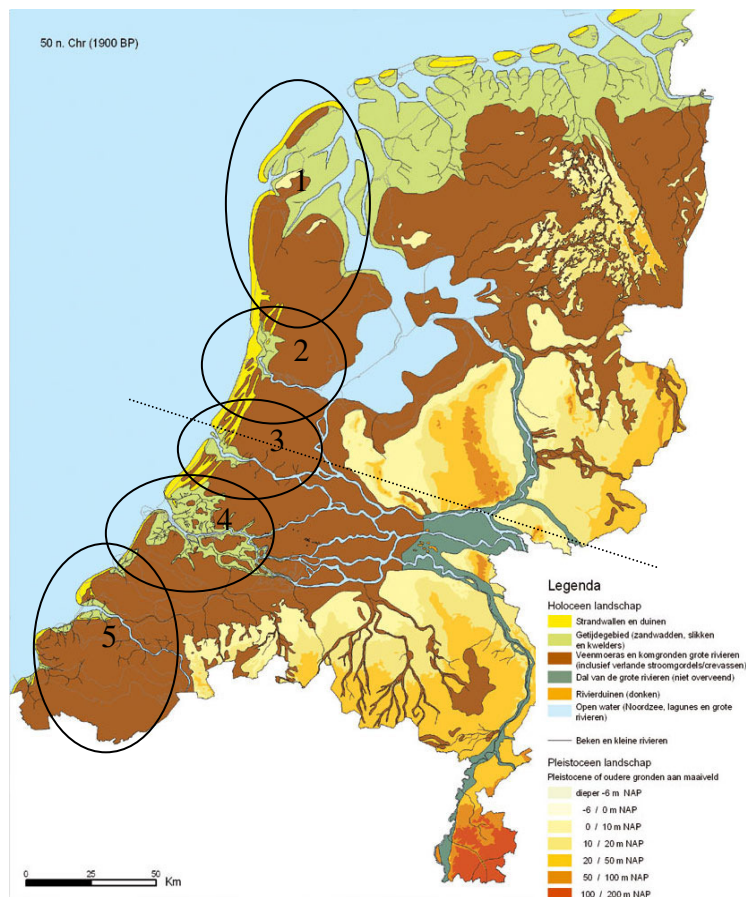 50 n. Chr (1900 BP)
1
2
3
4
5
Legenda
Holoceen landschap
Strandwallen en duinen
Getijdegebied (zandwadden, slikken
en kwelders)
Veenmoeras en komgronden grote rivieren
(inclusief verlande stroomgordels/crevassen)
Dal van de grote rivieren (niet overveend)
Rivierduinen (donken)
Open water (Noordzee, lagunes en grote
rivieren)
Beken en kleine rivieren
Pleistoceen landschap
Pleistocene of oudere gronden aan maaiveld
dieper -6 m NAP
-6 / 0 m NAP
0 / 10 m NAP
10 / 20 m NAP
20 / 50 m NAP
50 / 100 m NAP
100 / 200 m NAP
0 25 50
Km